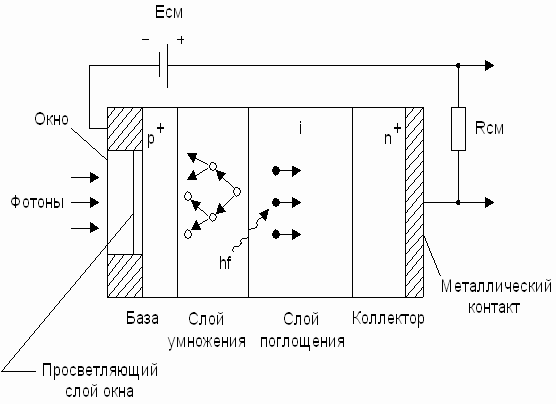 Eсм
− +
Окно
p+
i
n+
Rсм
Фотоны
hf
Металлический
контакт
База
Слой
умножения
Слой
поглощения
Коллектор
Просветляющий
слой окна